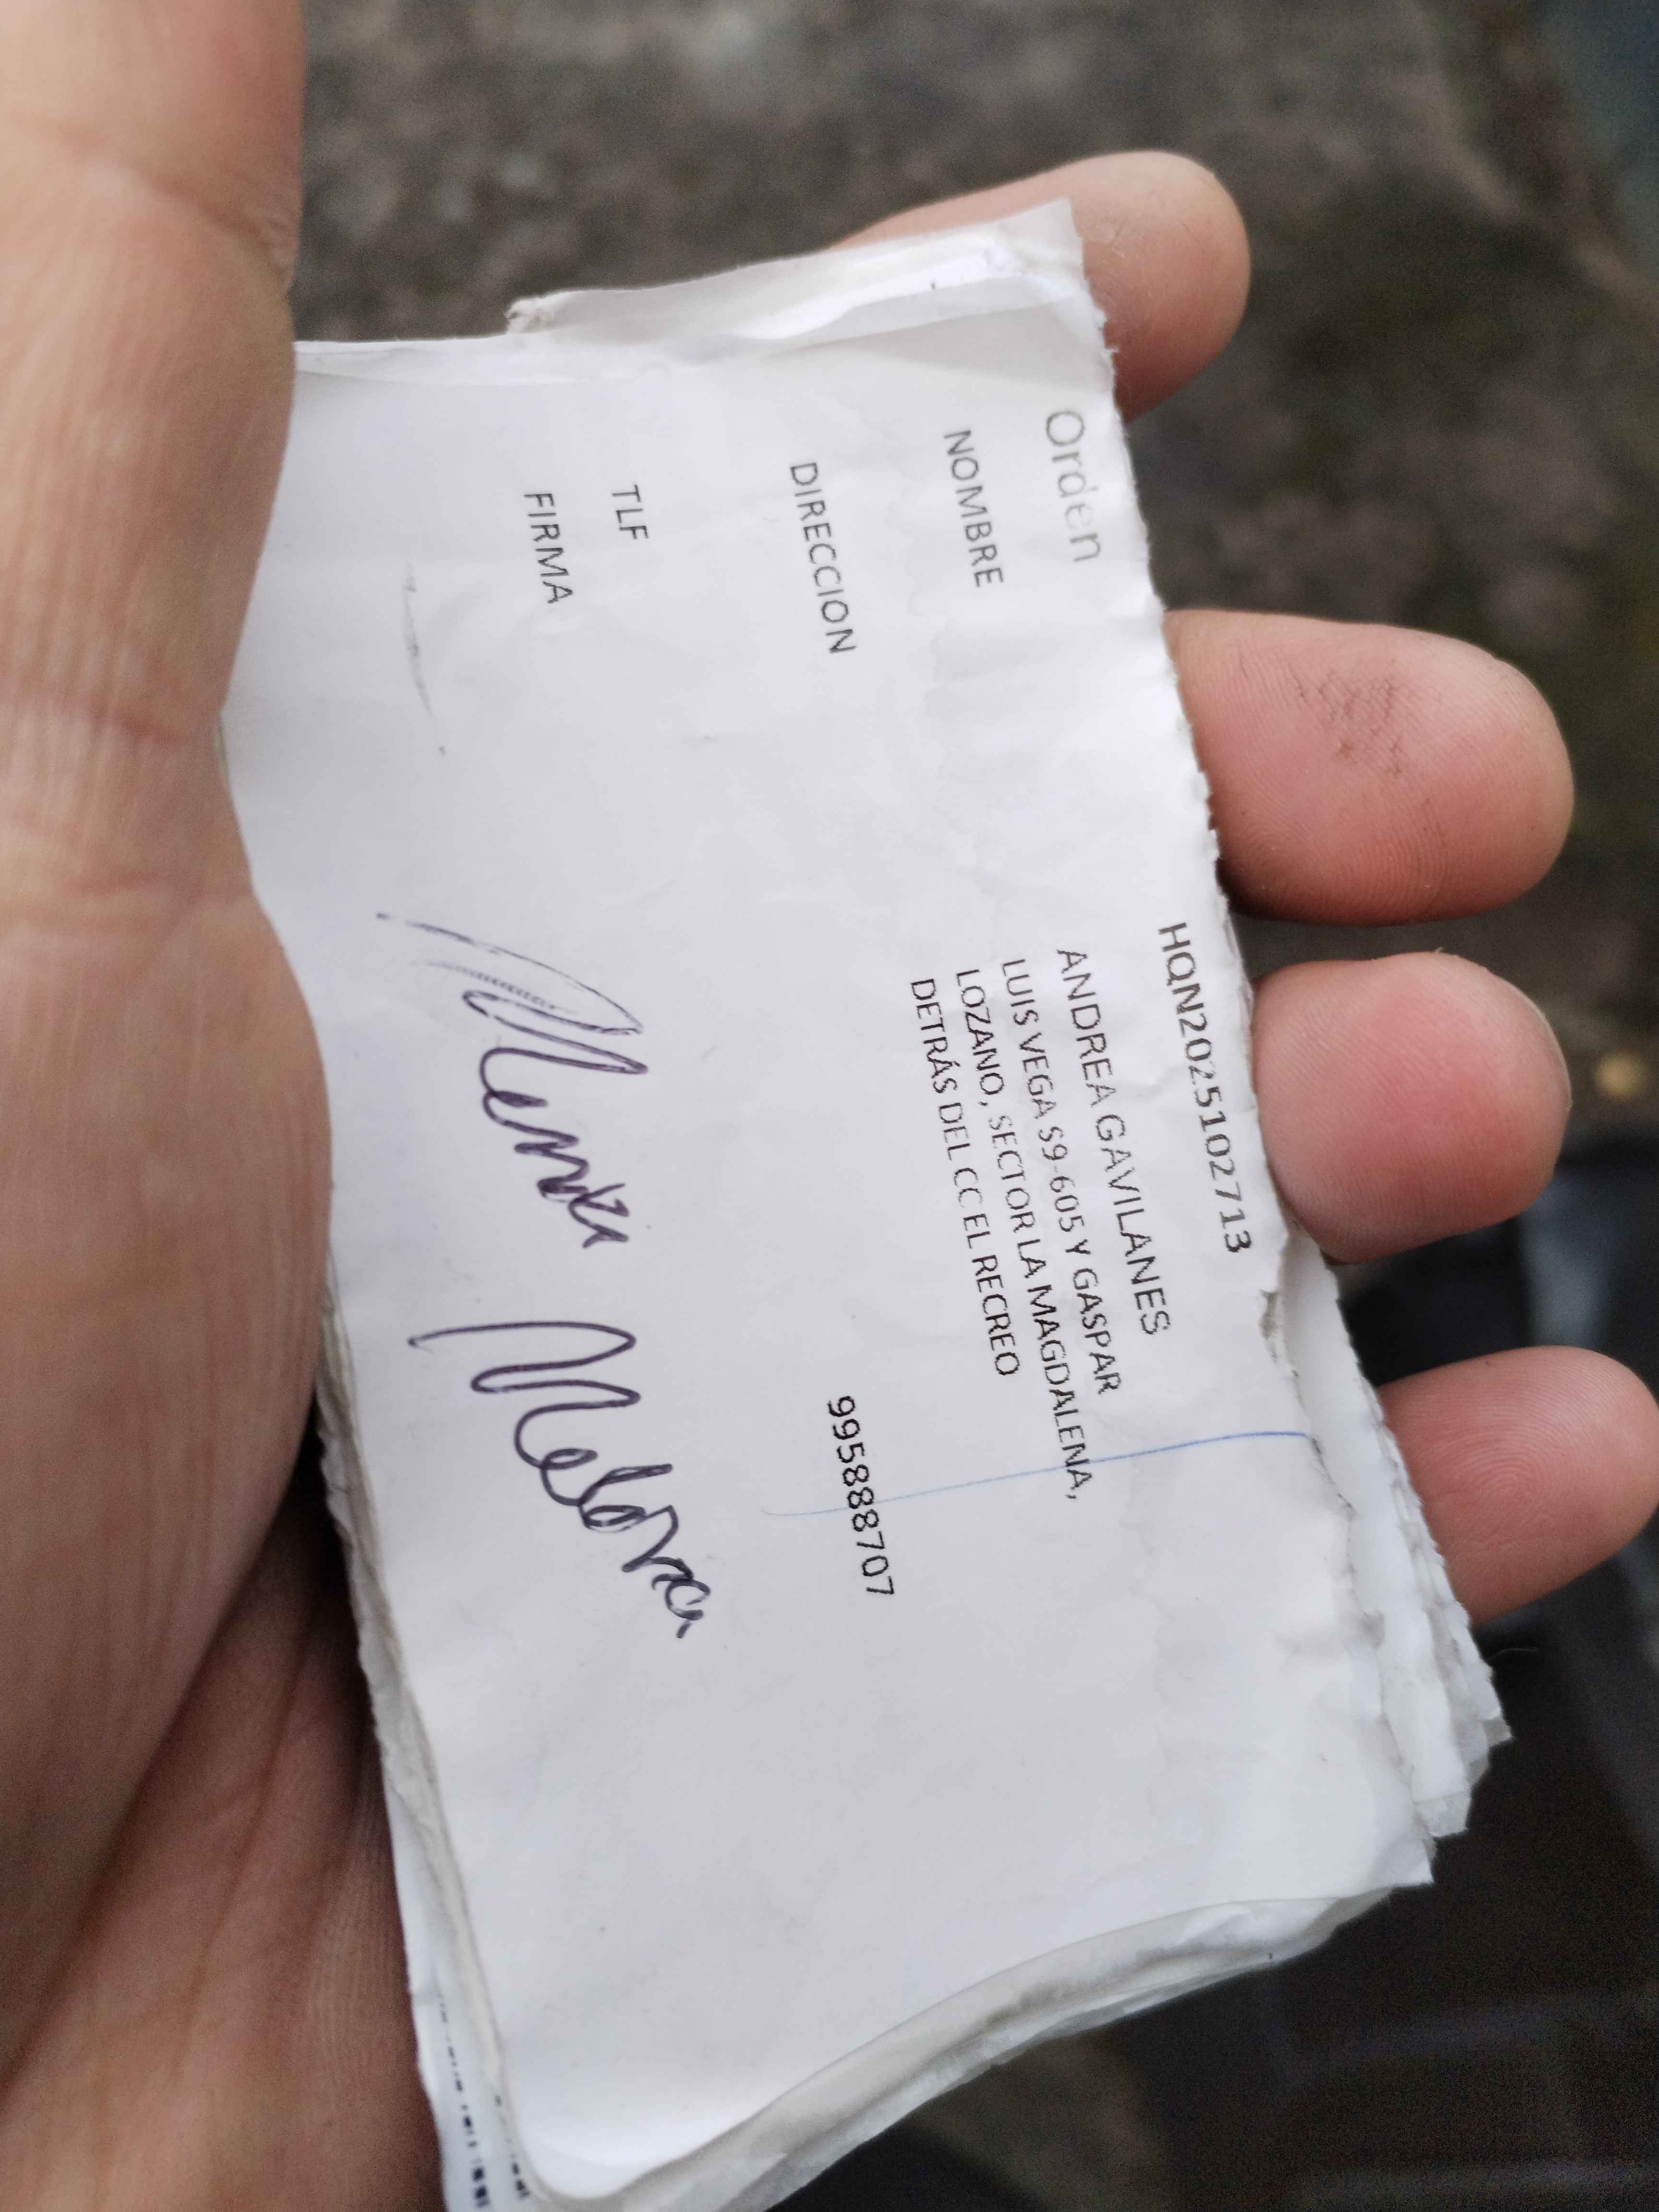 Orden HQN2025102713
NOMBRE ANDREA GAVILANES
DIRECCION LUIS VEGA S9-605 Y GASPAR
LOZANO, SECTOR LA MAGDALENA,
DETRÁS DEL CC EL RECREO
TLF 995888707
FIRMA